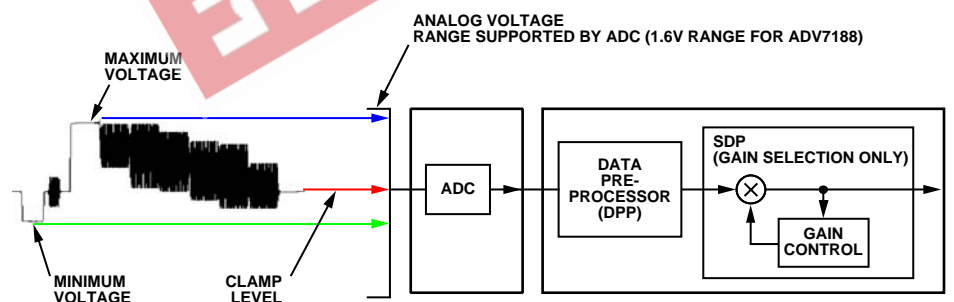 ANALOG VOLTAGE
RANGE SUPPORTED BY ADC (1.6V RANGE FOR ADV7188)
MAXIMUM
VOLTAGE
SDP
(GAIN SELECTION ONLY)
DATA
PRE-
PROCESSOR
(DPP)
ADC
GAIN
CONTROL
MINIMUM
VOLTAGE
CLAMP
LEVEL